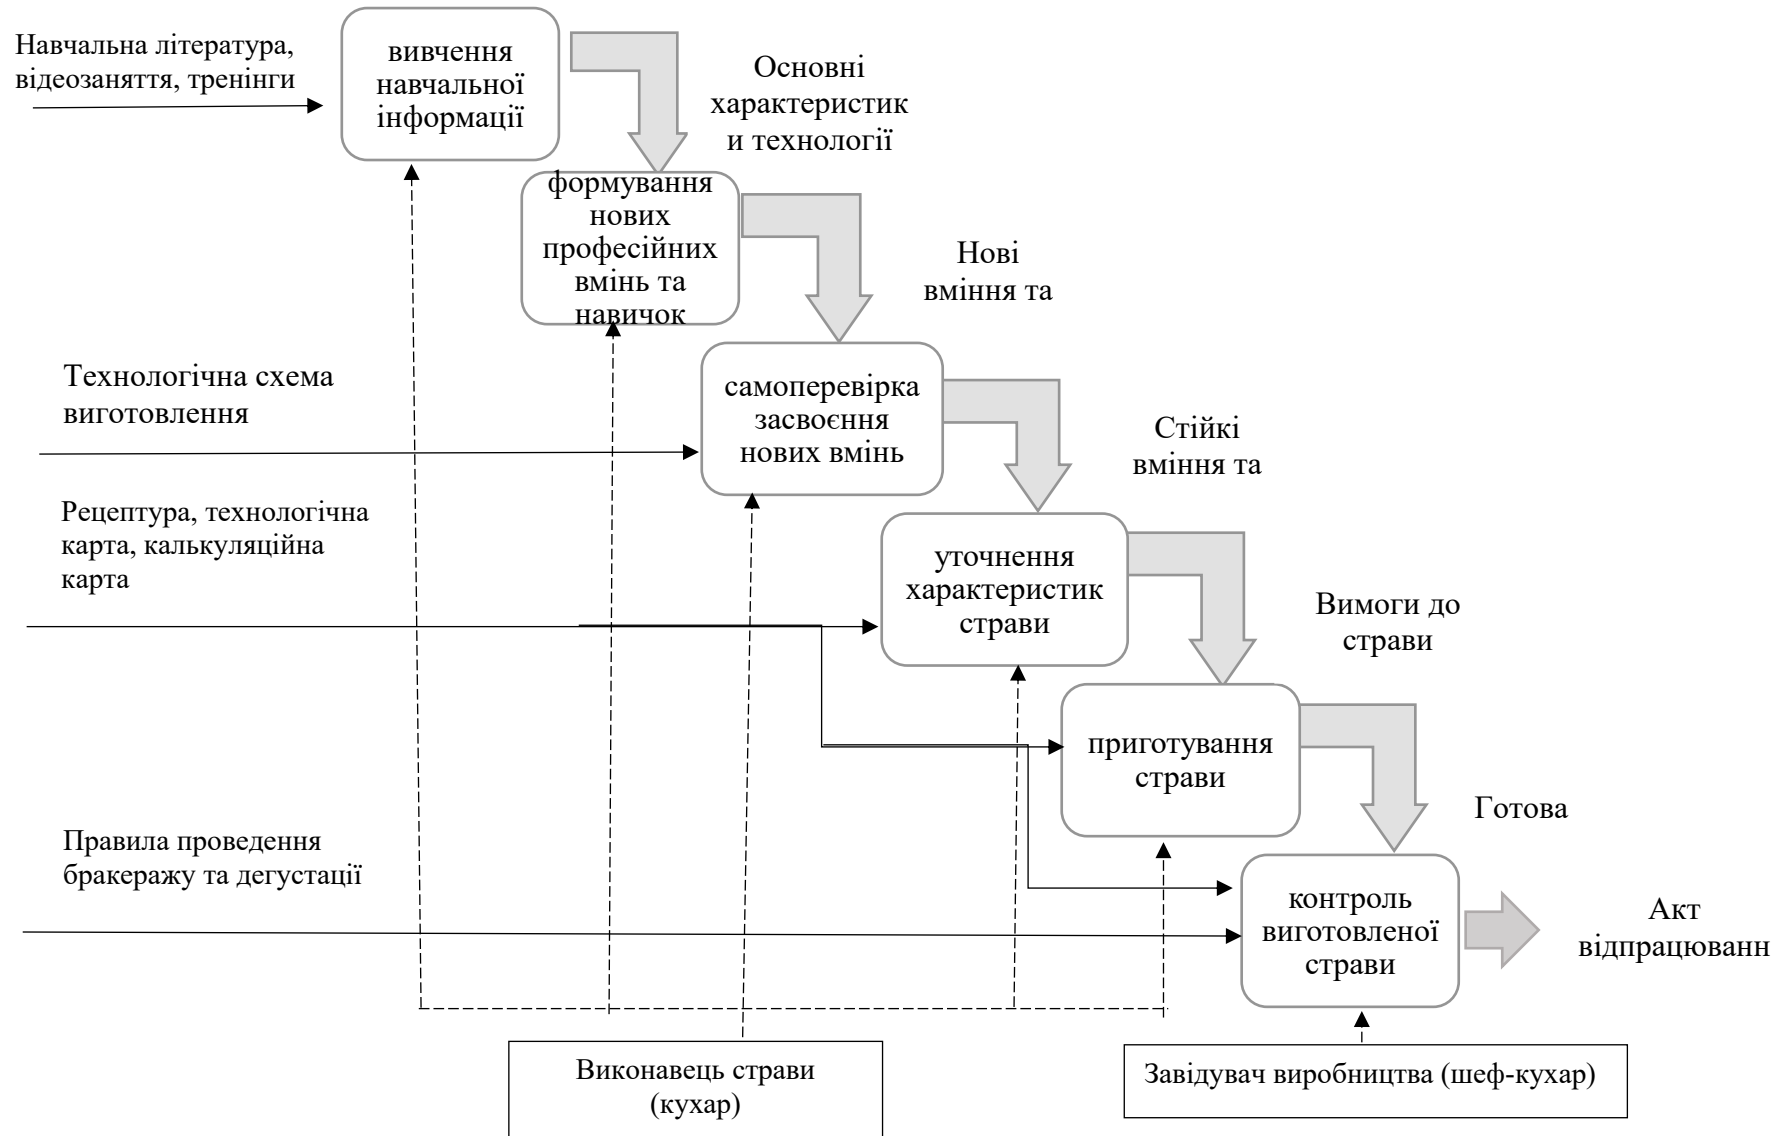 Навчальна література,
відеозаняття, тренінги
вивчення
навчальної
інформації
Основні
характеристик
и технології
формування
нових
професійних
вмінь та
навичок
Нові
вміння та
Технологічна схема
виготовлення
самоперевірка
засвоєння
нових вмінь
Стійкі
вміння та
Рецептура, технологічна
карта, калькуляційна
карта
уточнення
характеристик
страви
Вимоги до
страви
приготування
страви
Готова
Правила проведення
бракеражу та дегустації
контроль
виготовленої
страви
Акт
відпрацюванн
Виконавець страви
(кухар)
Завідувач виробництва (шеф-кухар)